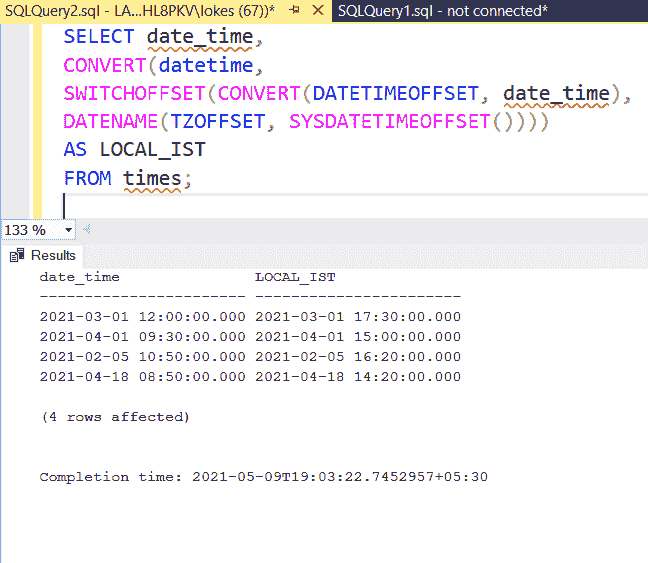 SQLQuery2.sql - LA...HL8PKV\lokes (67))* SQLQuery1.sql - not connected*
SELECT date_time,
CONVERT(datetime,
SWITCHOFFSET(CONVERT(DATETIMEOFFSET, date_time),
DATENAME(TZOFFSET, SYSDATETIMEOFFSET())))
AS LOCAL_IST
FROM times;
133 %
Results
date_time LOCAL_IST
----------------------- -----------------------
2021-03-01 12:00:00.000 2021-03-01 17:30:00.000
2021-04-01 09:30:00.000 2021-04-01 15:00:00.000
2021-02-05 10:50:00.000 2021-02-05 16:20:00.000
2021-04-18 08:50:00.000 2021-04-18 14:20:00.000
(4 rows affected)
Completion time: 2021-05-09T19:03:22.7452957+05:30